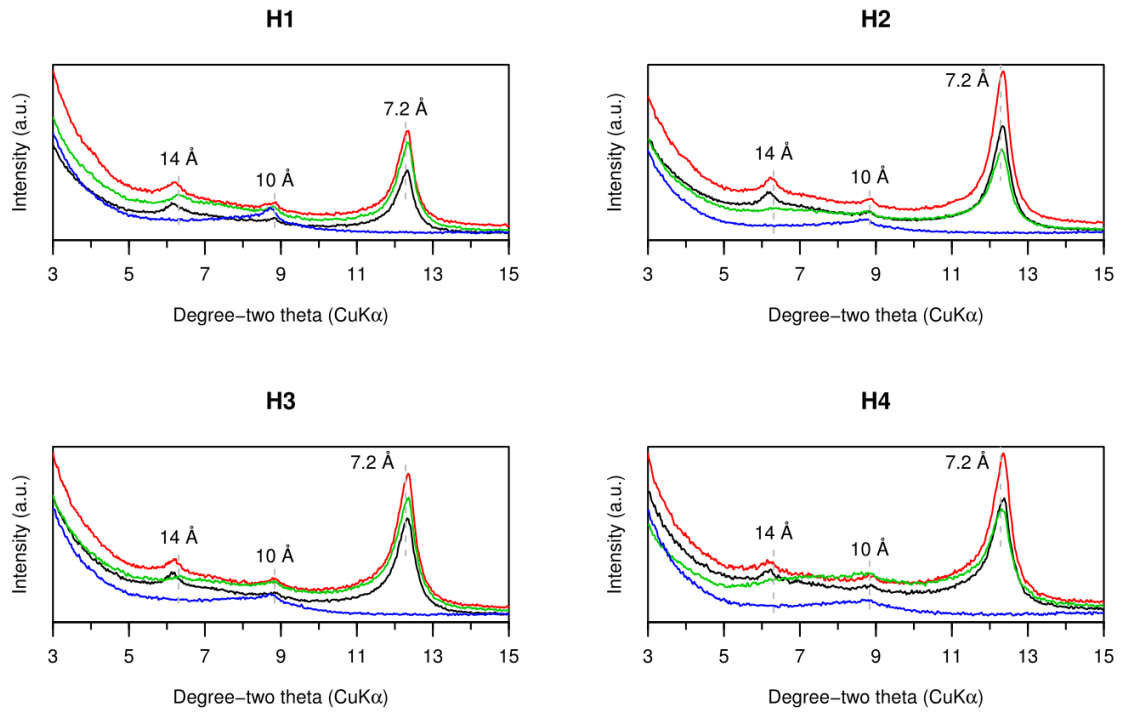 H1
Intensity (a.u.)
14 Å
10 Å
7.2 Å
3 5 7 9 11 13 15
Degree−two theta (CuKα)
H2
Intensity (a.u.)
14 Å
10 Å
7.2 Å
3 5 7 9 11 13 15
Degree−two theta (CuKα)
H3
Intensity (a.u.)
14 Å
10 Å
7.2 Å
3 5 7 9 11 13 15
Degree−two theta (CuKα)
H4
Intensity (a.u.)
14 Å
10 Å
7.2 Å
3 5 7 9 11 13 15
Degree−two theta (CuKα)